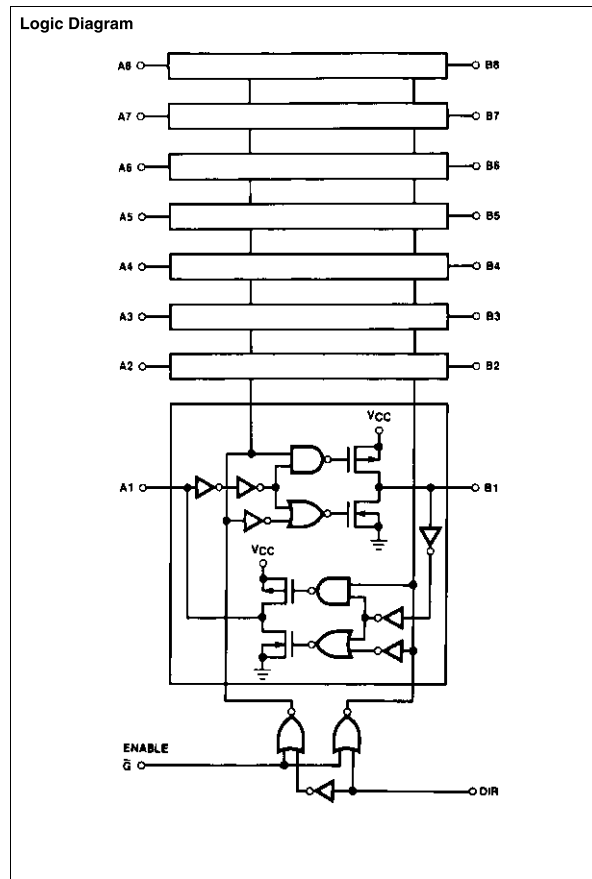 Logic Diagram
A8 B8
A7 B7
A6 B6
A5 B5
A4 B4
A3 B3
A2 B2
VCC
A1 B1
VCC
ENABLE
G̅
DIR